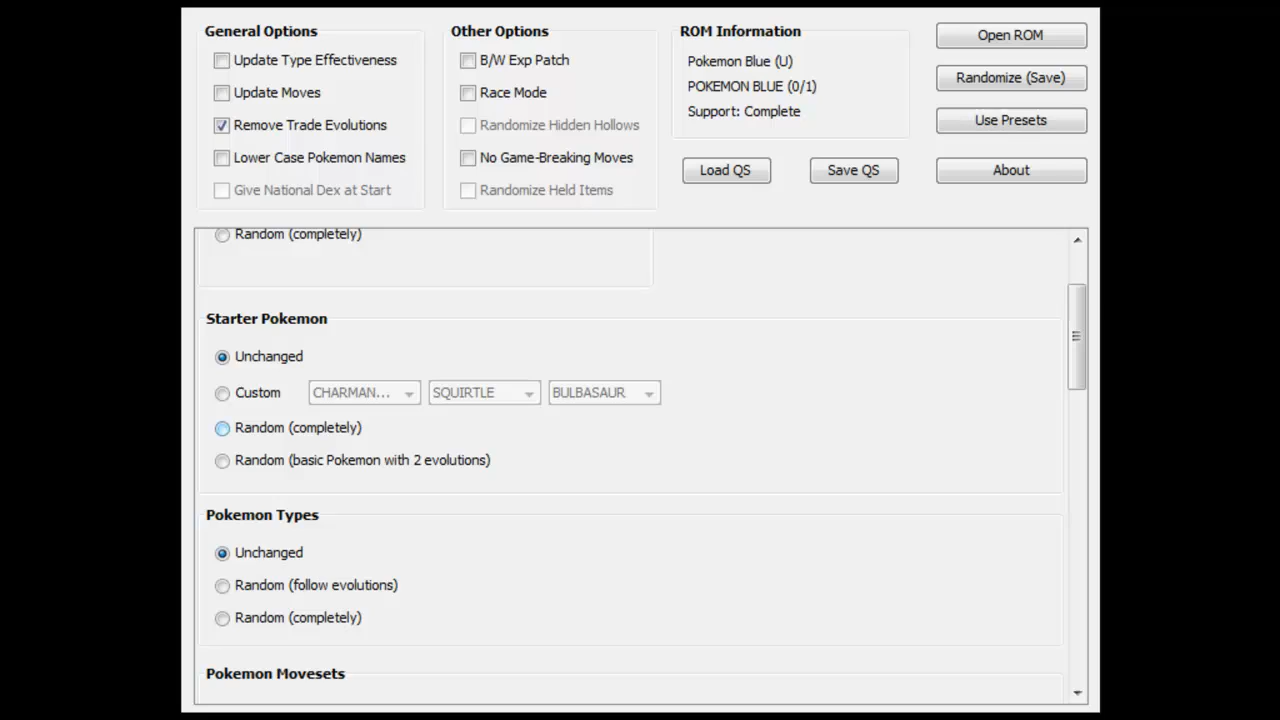 General Options
Update Type Effectiveness
Update Moves
Remove Trade Evolutions
Lower Case Pokemon Names
Give National Dex at Start
Other Options
B/W Exp Patch
Race Mode
Randomize Hidden Hollows
No Game-Breaking Moves
Randomize Held Items
ROM Information
Pokemon Blue (U)
POKEMON BLUE (0/1)
Support: Complete
Load QS
Save QS
Open ROM
Randomize (Save)
Use Presets
About
Random (completely)
Starter Pokemon
Unchanged
Custom CHARMAN... SQUIRTLE BULBASAUR
Random (completely)
Random (basic Pokemon with 2 evolutions)
Pokemon Types
Unchanged
Random (follow evolutions)
Random (completely)
Pokemon Movesets